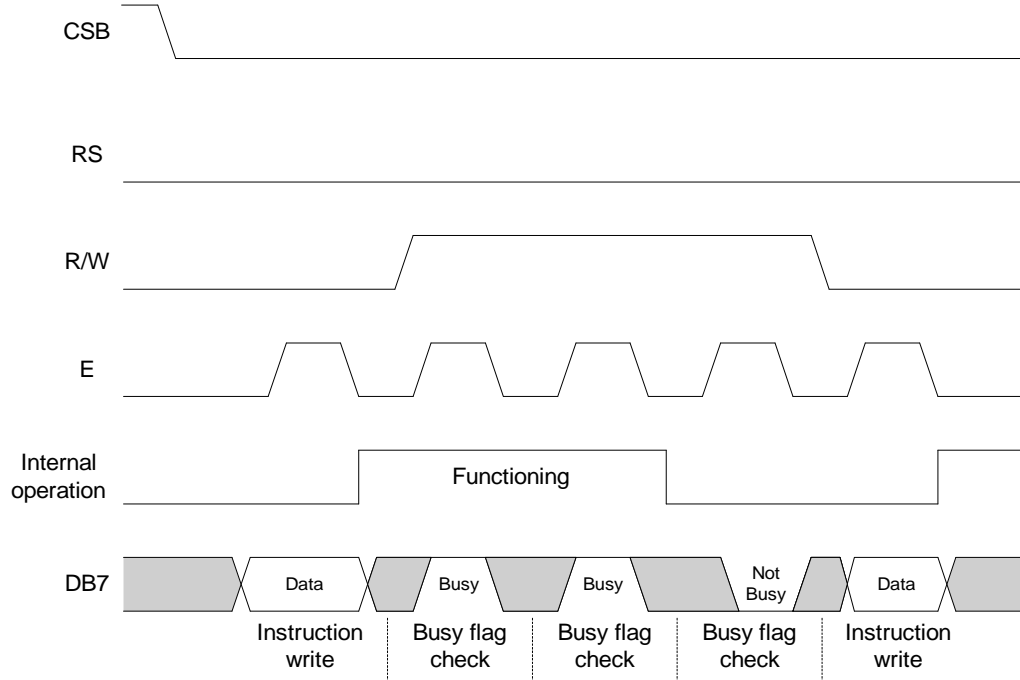 CSB
RS
R/W
E
Internal
operation
Functioning
DB7
Data
Busy
Busy
Not
Busy
Data
Instruction
write
Busy flag
check
Busy flag
check
Busy flag
check
Instruction
write